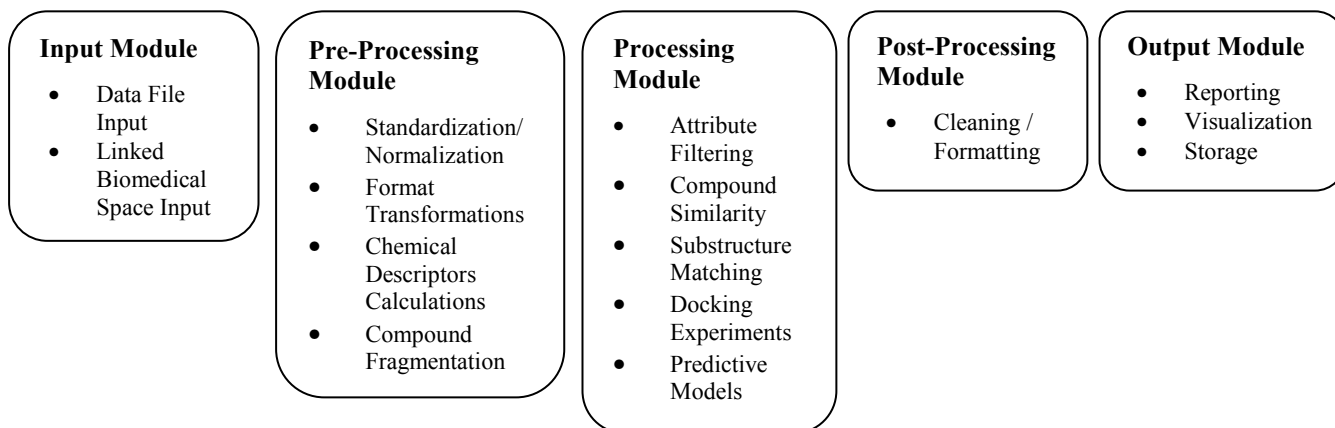 Input Module
• Data File
Input
• Linked
Biomedical
Space Input
Pre-Processing
Module
• Standardization/
Normalization
• Format
Transformations
• Chemical
Descriptors
Calculations
• Compound
Fragmentation
Processing
Module
• Attribute
Filtering
• Compound
Similarity
• Substructure
Matching
• Docking
Experiments
• Predictive
Models
Post-Processing
Module
• Cleaning /
Formatting
Output Module
• Reporting
• Visualization
• Storage